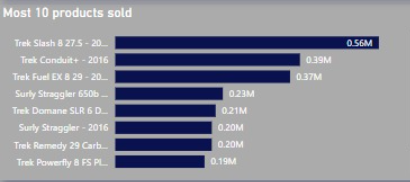 Most 10 products sold
Trek Slash 8 27.5 - 20... 0.56M
Trek Conduit+ - 2016 0.39M
Trek Fuel EX 8 29 - 20... 0.37M
Surly Straggler 650b ... 0.23M
Trek Domane SLR 6 D... 0.21M
Surly Straggler - 2016 0.20M
Trek Remedy 29 Carb... 0.20M
Trek Powerfly 8 FS Pl... 0.19M